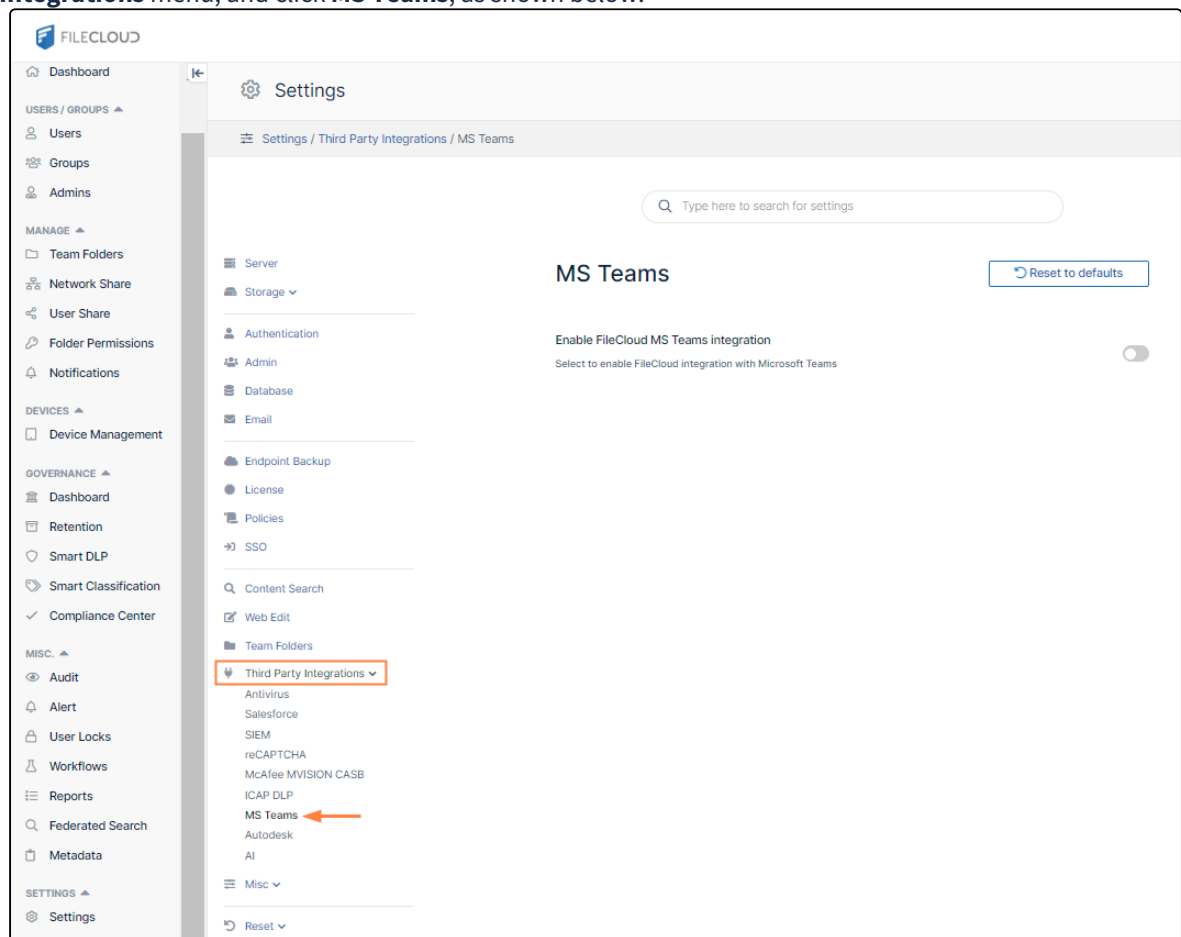 Integrations menu, and click MS Teams, as shown below:
FILECLOUD
Dashboard
USERS / GROUPS
Users
Groups
Admins
MANAGE
Team Folders
Network Share
User Share
Folder Permissions
Notifications
DEVICES
Device Management
GOVERNANCE
Dashboard
Retention
Smart DLP
Smart Classification
Compliance Center
MISC.
Audit
Alert
User Locks
Workflows
Reports
Federated Search
Metadata
SETTINGS
Settings
Settings
Settings / Third Party Integrations / MS Teams
Type here to search for settings
Server
Storage
Authentication
Admin
Database
Email
Endpoint Backup
License
Policies
SSO
Content Search
Web Edit
Team Folders
Third Party Integrations
Antivirus
Salesforce
SIEM
reCAPTCHA
McAfee MVISION CASB
ICAP DLP
MS Teams
Autodesk
AI
Misc
Reset
MS Teams
Reset to defaults
Enable FileCloud MS Teams integration
Select to enable FileCloud integration with Microsoft Teams